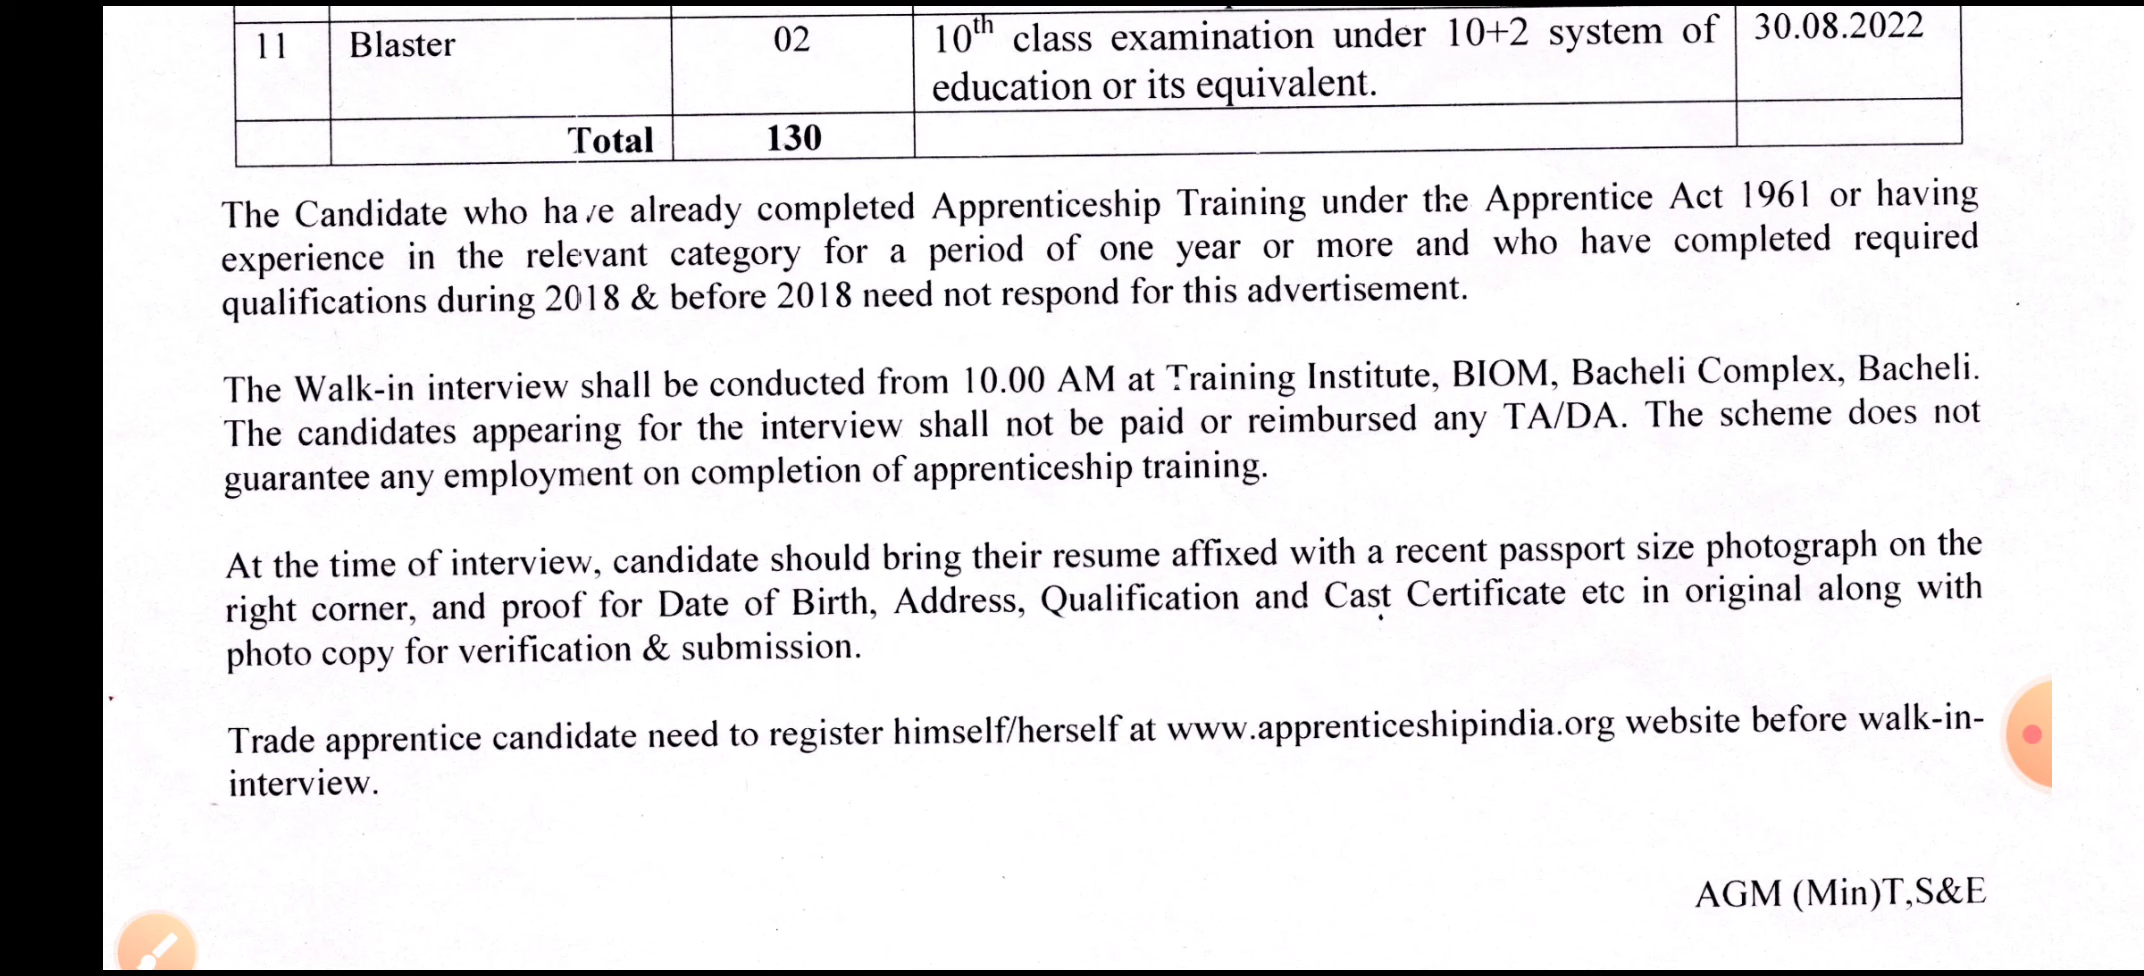 11 Blaster 02 10th class examination under 10+2 system of 30.08.2022
education or its equivalent.
Total 130
The Candidate who have already completed Apprenticeship Training under the Apprentice Act 1961 or having
experience in the relevant category for a period of one year or more and who have completed required
qualifications during 2018 & before 2018 need not respond for this advertisement.
The Walk-in interview shall be conducted from 10.00 AM at Training Institute, BIOM, Bacheli Complex, Bacheli.
The candidates appearing for the interview shall not be paid or reimbursed any TA/DA. The scheme does not
guarantee any employment on completion of apprenticeship training.
At the time of interview, candidate should bring their resume affixed with a recent passport size photograph on the
right corner, and proof for Date of Birth, Address, Qualification and Cast Certificate etc in original along with
photo copy for verification & submission.
Trade apprentice candidate need to register himself/herself at www.apprenticeshipindia.org website before walk-in-
interview.
AGM (Min)T,S&E